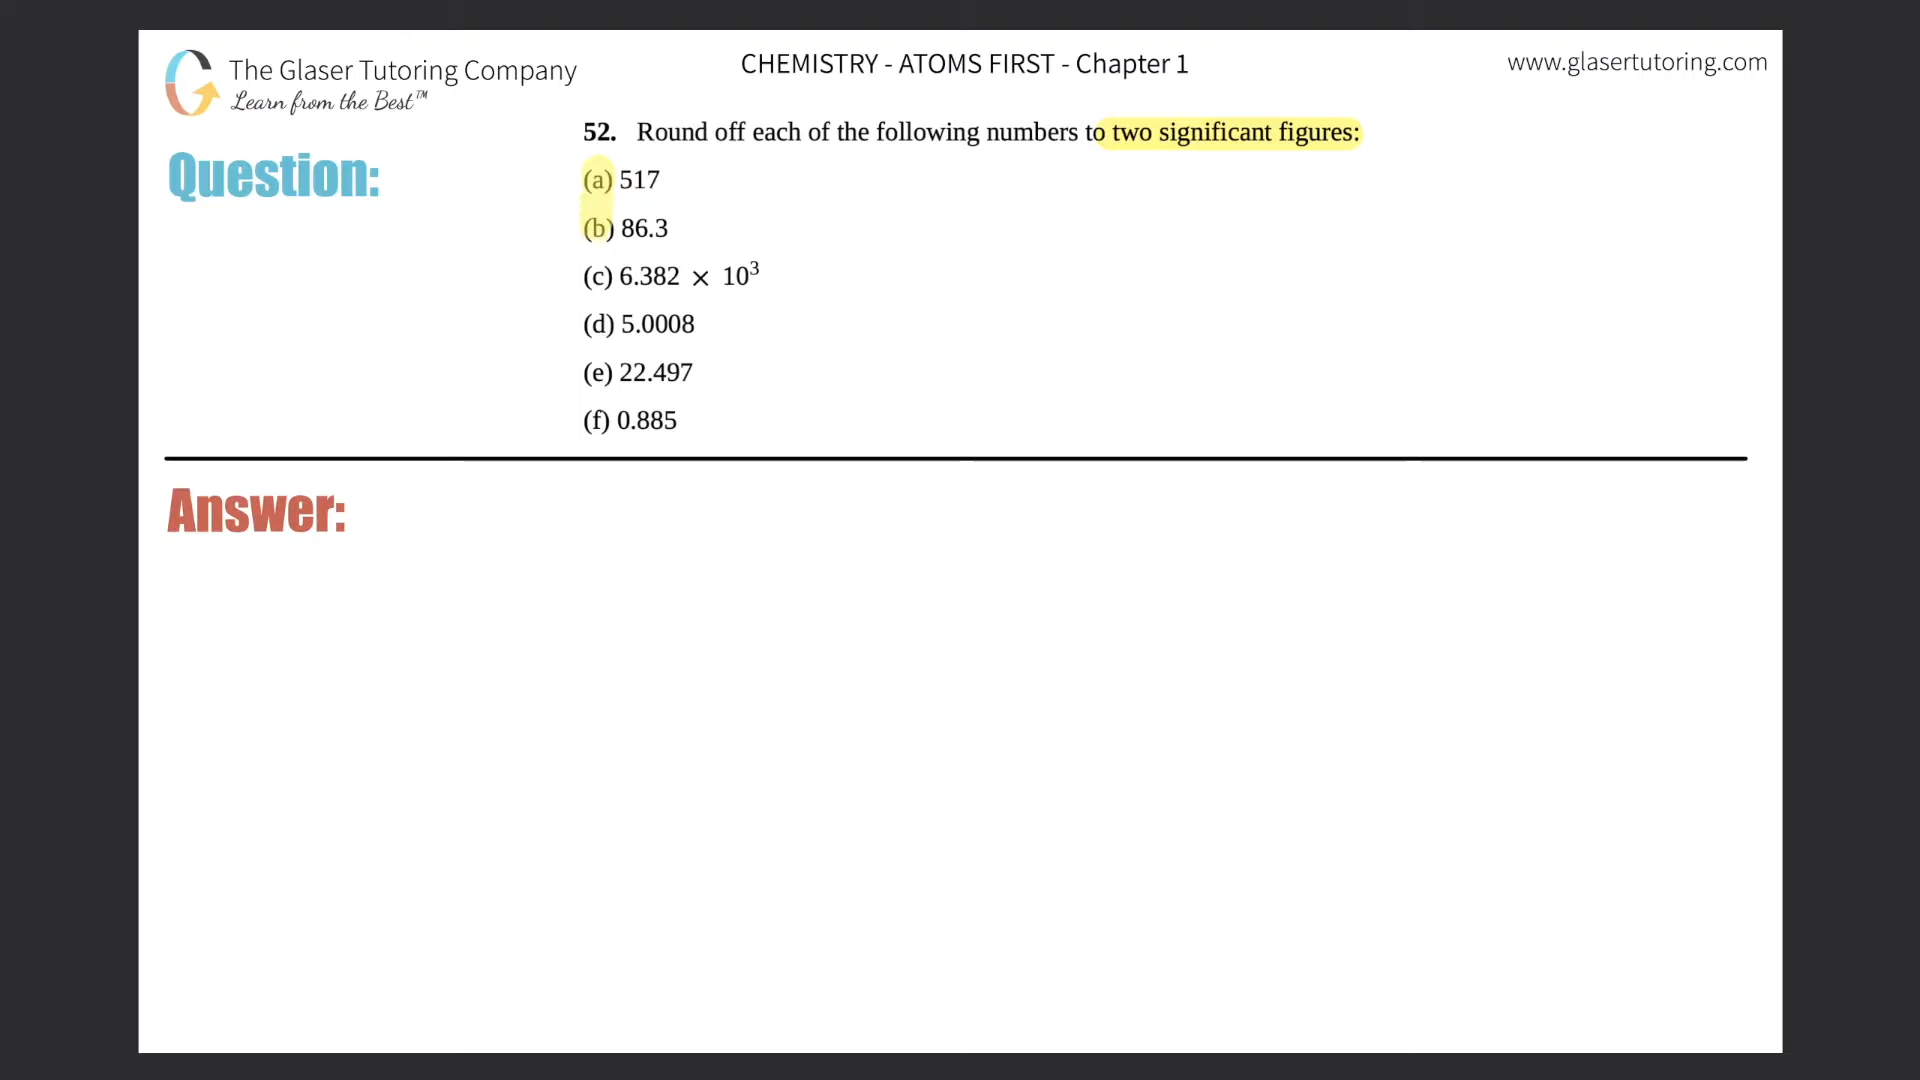 The Glaser Tutoring Company
Learn from the Best™
CHEMISTRY - ATOMS FIRST - Chapter 1
www.glasertutoring.com
Question:
52. Round off each of the following numbers to two significant figures:
(a) 517
(b) 86.3
(c) 6.382 × 10³
(d) 5.0008
(e) 22.497
(f) 0.885
Answer: